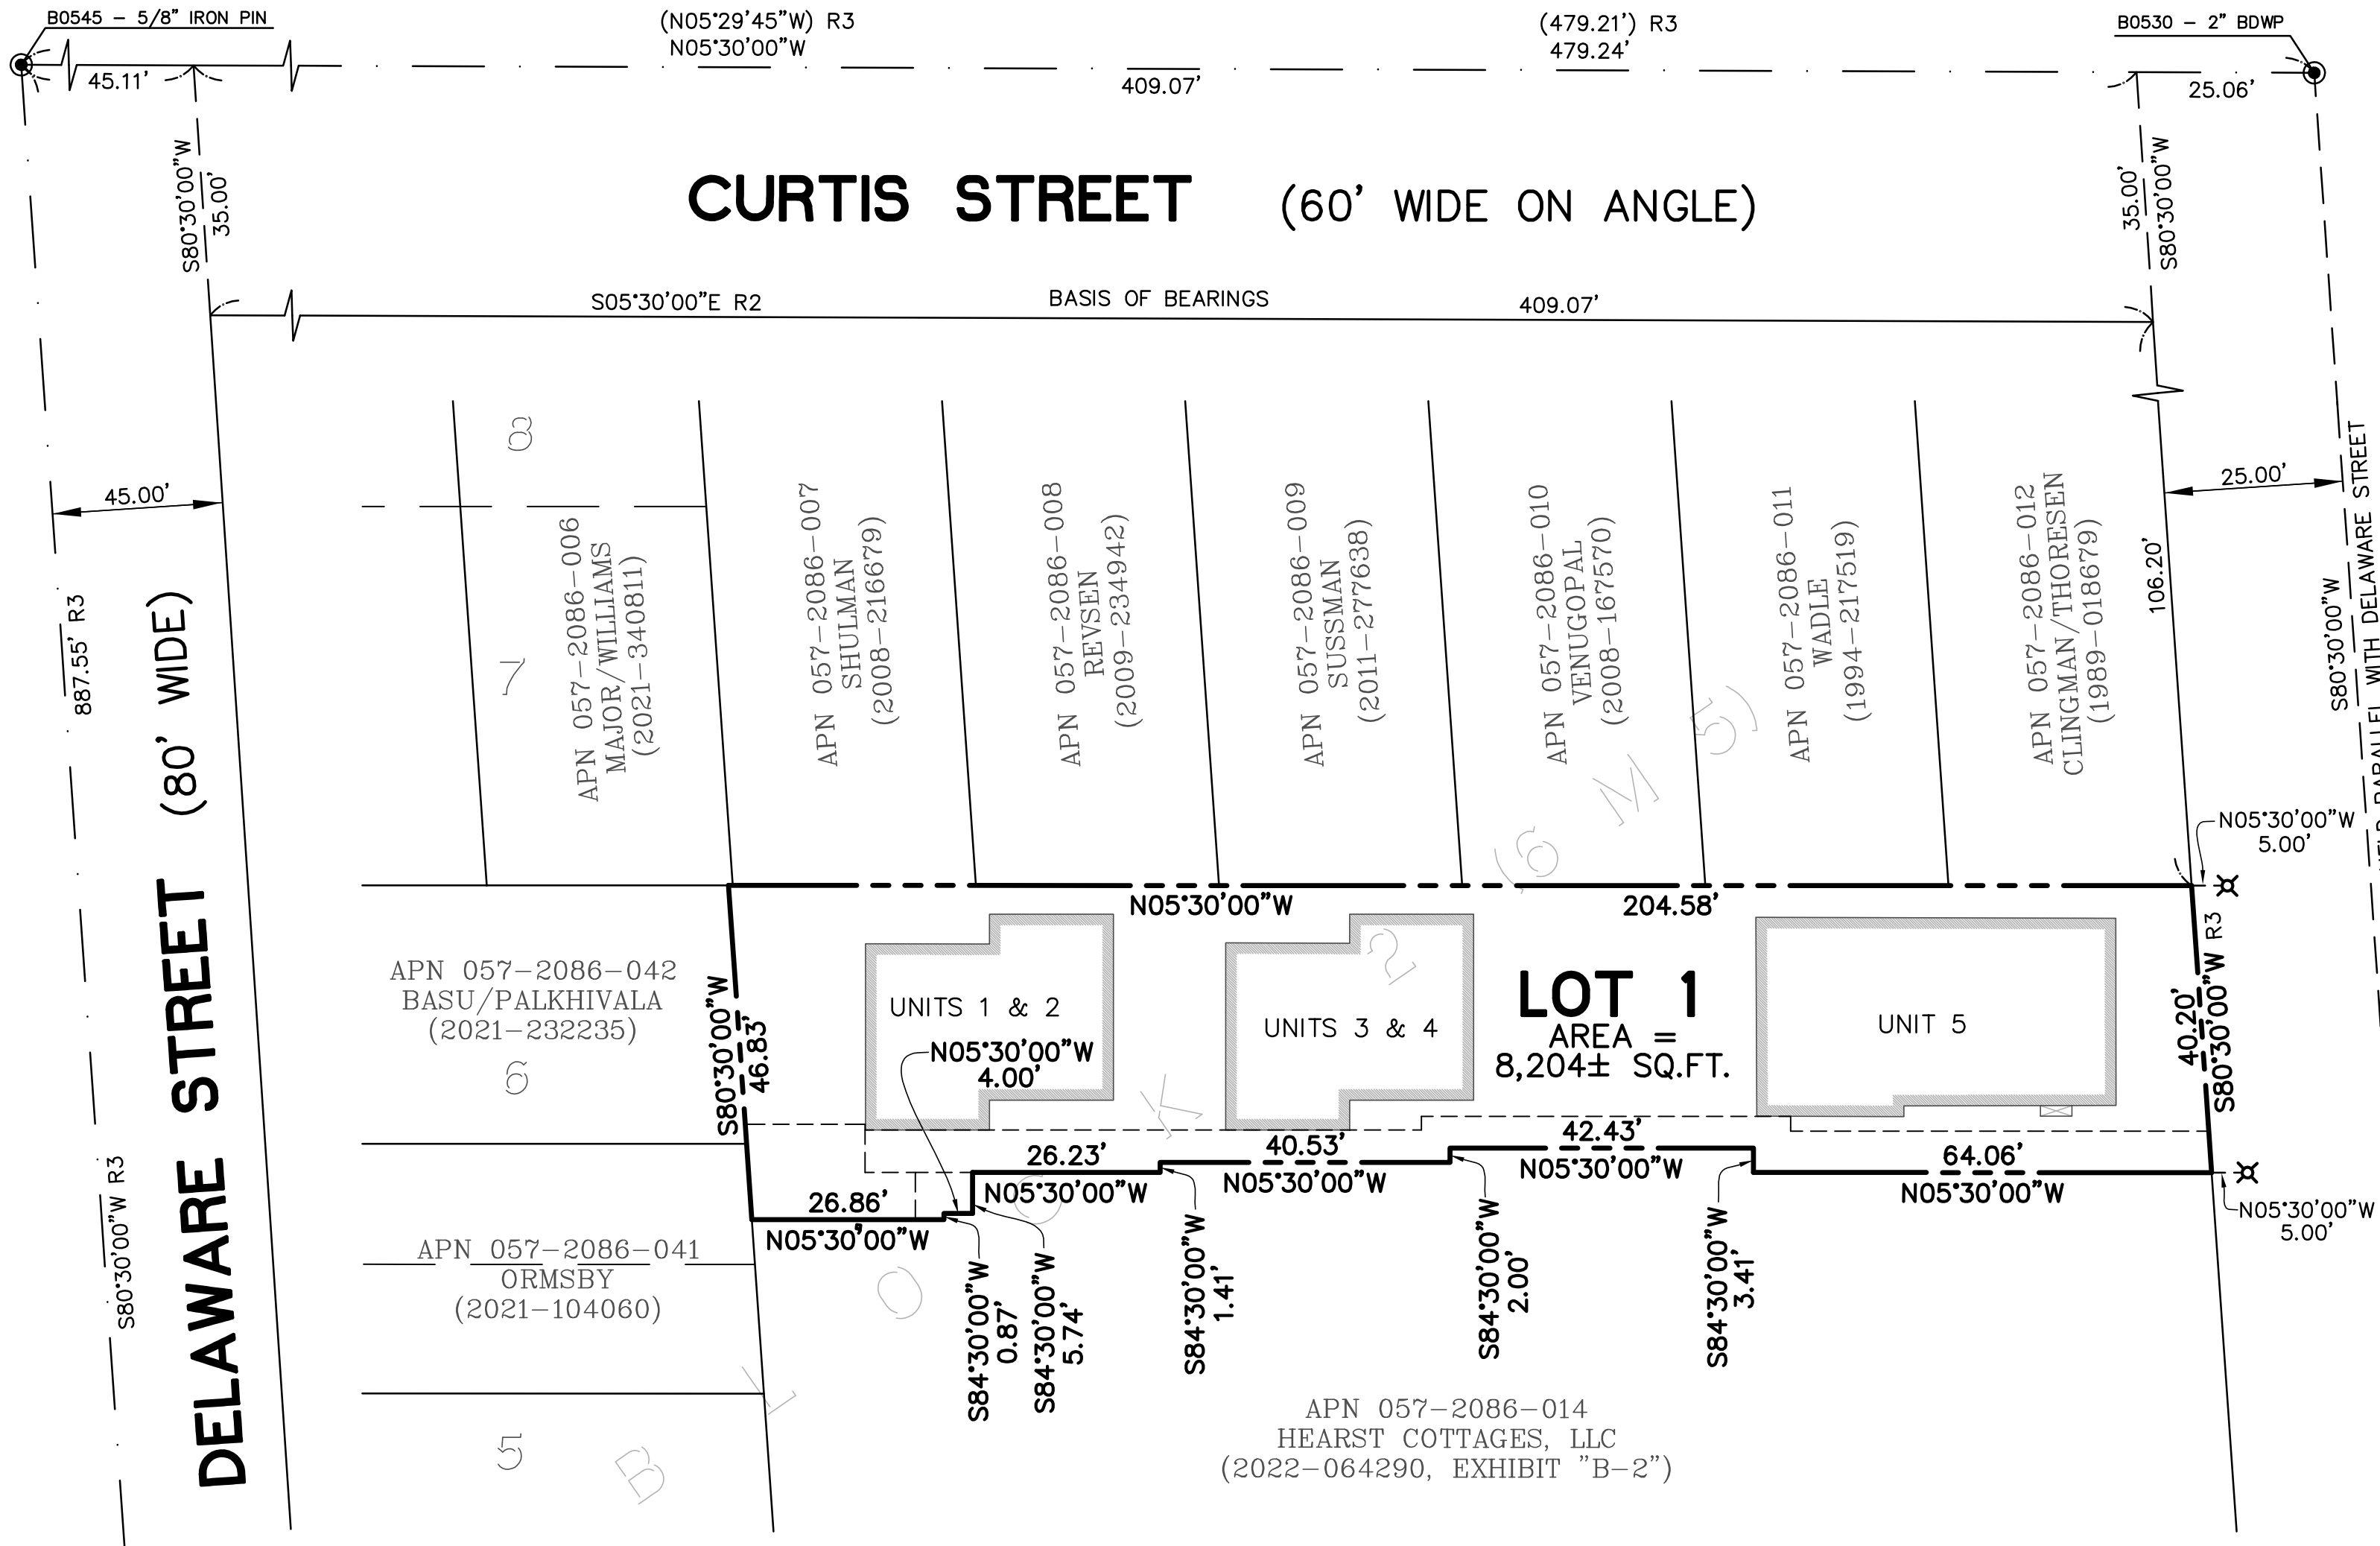 B0545 - 5/8" IRON PIN
(N05°29'45"W) R3
N05°30'00"W
(479.21') R3
479.24'
B0530 - 2" BDWP
45.11'
409.07'
25.06'
S80°30'00"W
35.00'
CURTIS STREET (60' WIDE ON ANGLE)
35.00'
S80°30'00"W
S05°30'00"E R2
BASIS OF BEARINGS
409.07'
45.00'
25.00'
887.55' R3
S80°30'00"W R3
DELAWARE STREET (80' WIDE)
8
7
APN 057-2086-006
MAJOR/WILLIAMS
(2021-340811)
APN 057-2086-007
SHULMAN
(2008-216679)
APN 057-2086-008
REVSEN
(2009-234942)
APN 057-2086-009
SUSSMAN
(2011-277638)
APN 057-2086-010
VENUGOPAL
(2008-167570)
APN 057-2086-011
WADLE
(1994-217519)
APN 057-2086-012
CLINGMAN/THORESEN
(1989-018679)
106.20'
S80°30'00"W
PARALLEL WITH DELAWARE STREET
N05°30'00"W
5.00'
N05°30'00"W
204.58'
APN 057-2086-042
BASU/PALKHIVALA
(2021-232235)
6
S80°30'00"W
46.83'
UNITS 1 & 2
N05°30'00"W
4.00'
UNITS 3 & 4
LOT 1
AREA =
8,204± SQ.FT.
UNIT 5
40.20'
S80°30'00"W R3
26.86'
N05°30'00"W
26.23'
N05°30'00"W
40.53'
N05°30'00"W
42.43'
N05°30'00"W
64.06'
N05°30'00"W
N05°30'00"W
5.00'
S84°30'00"W
0.87'
S84°30'00"W
5.74'
S84°30'00"W
1.41'
S84°30'00"W
2.00'
S84°30'00"W
3.41'
APN 057-2086-041
ORMSBY
(2021-104060)
5
BLOCK 2 (6 M 5)
APN 057-2086-014
HEARST COTTAGES, LLC
(2022-064290, EXHIBIT "B-2")